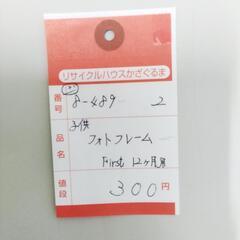 リサイクルハウスかざぐるま
番号 8-489 2
品名 子供
フォトフレーム
First 12ヶ月用
値段 300円